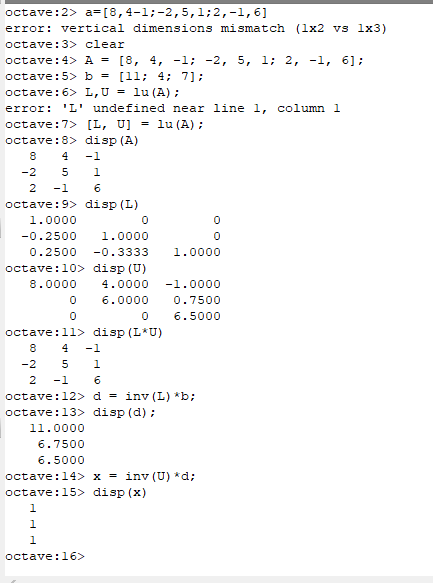 octave:2> a=[8,4-1;-2,5,1;2,-1,6]
error: vertical dimensions mismatch (1x2 vs 1x3)
octave:3> clear
octave:4> A = [8, 4, -1; -2, 5, 1; 2, -1, 6];
octave:5> b = [11; 4; 7];
octave:6> L,U = lu(A);
error: 'L' undefined near line 1, column 1
octave:7> [L, U] = lu(A);
octave:8> disp(A)
   8   4  -1
  -2   5   1
   2  -1   6
octave:9> disp(L)
   1.0000        0        0
  -0.2500   1.0000        0
   0.2500  -0.3333   1.0000
octave:10> disp(U)
   8.0000   4.0000  -1.0000
        0   6.0000   0.7500
        0        0   6.5000
octave:11> disp(L*U)
   8   4  -1
  -2   5   1
   2  -1   6
octave:12> d = inv(L)*b;
octave:13> disp(d);
   11.0000
    6.7500
    6.5000
octave:14> x = inv(U)*d;
octave:15> disp(x)
   1
   1
   1
octave:16>